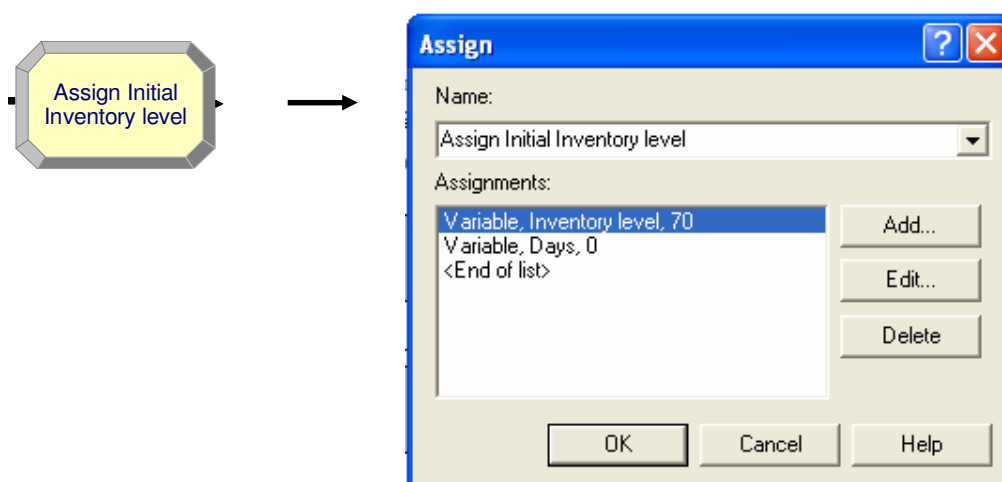 Assign Initial
Inventory level
Assign
?
Name:
Assign Initial Inventory level
Assignments:
Variable, Inventory level, 70
Variable, Days, 0
<End of list>
Add...
Edit...
Delete
OK
Cancel
Help